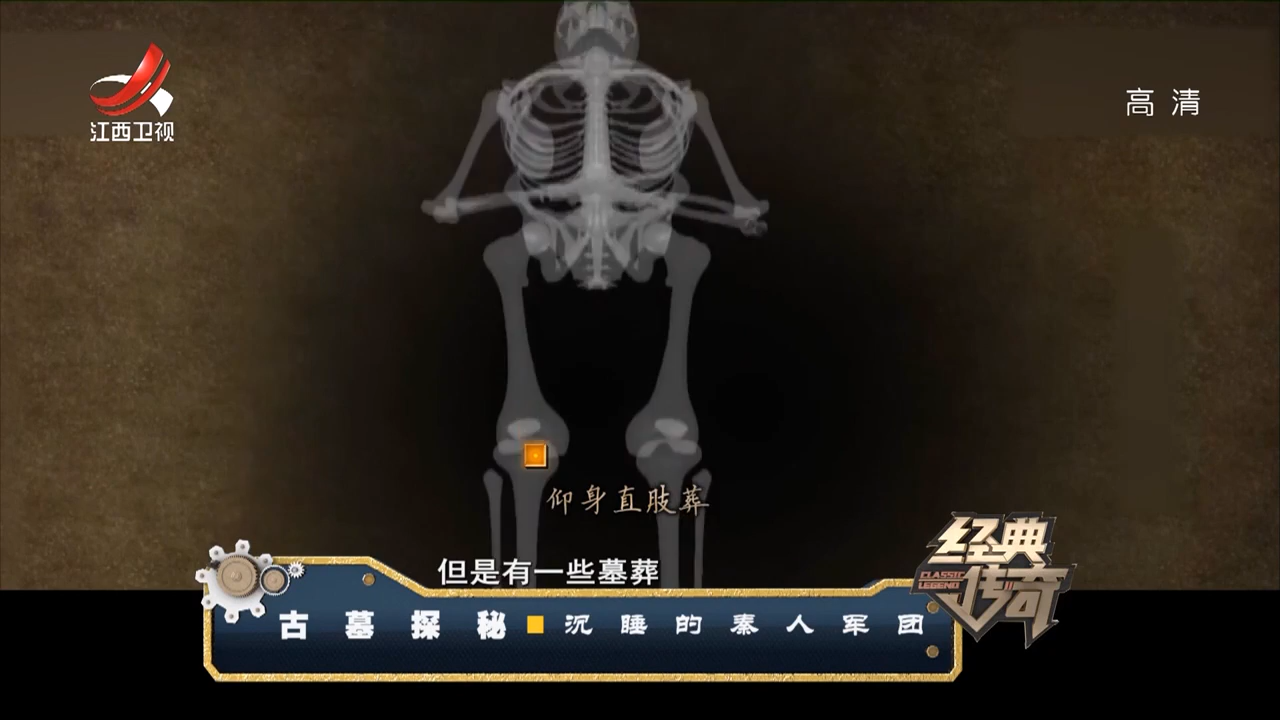 江西卫视
高清
仰身直肢葬
但是有一些墓葬
经典
CLASSIC
LEGEND
传奇
古墓探秘 沉睡的秦人军团